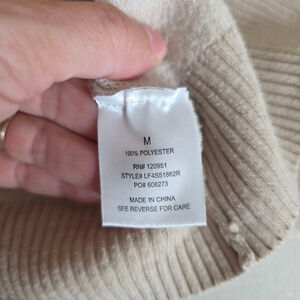 M
100% POLYESTER
RN# 120951
STYLE# LF4S51862R
PO# 608273
MADE IN CHINA
SEE REVERSE FOR CARE